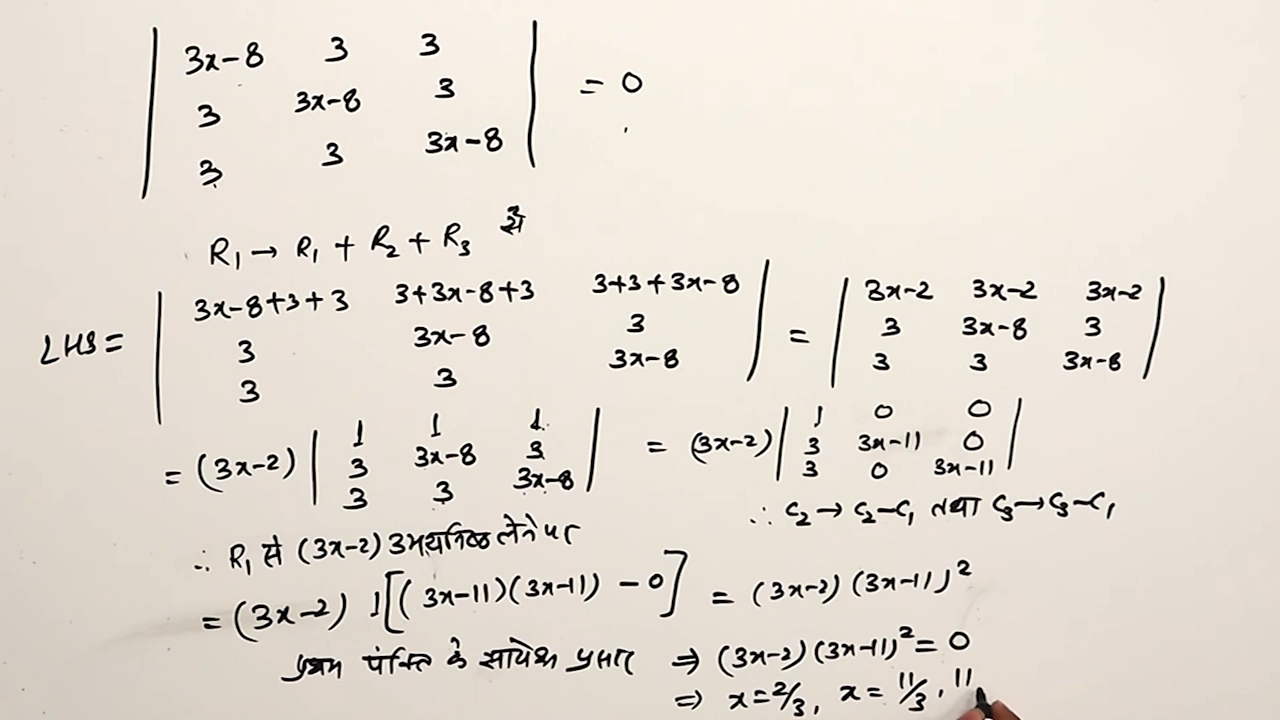 | 3x-8 3 3 |
| 3 3x-8 3 | = 0
| 3 3 3x-8 |
R₁ → R₁ + R₂ + R₃ से
LHS = | 3x-8+3+3 3+3x-8+3 3+3+3x-8 | = | 3x-2 3x-2 3x-2 |
| 3 3x-8 3 | | 3 3x-8 3 |
| 3 3 3x-8 | | 3 3 3x-8 |
= (3x-2) | 1 1 1 | = (3x-2) | 1 0 0 |
| 3 3x-8 3 | | 3 3x-11 0 |
| 3 3 3x-8 | | 3 0 3x-11 |
∴ R₁ से (3x-2) उभयनिष्ठ लेने पर
∴ C₂ → C₂-C₁ तथा C₃ → C₃-C₁
= (3x-2) 1[(3x-11)(3x-11) - 0] = (3x-2)(3x-11)²
प्रथम पंक्ति के सापेक्ष प्रसार ⇒ (3x-2)(3x-11)² = 0
⇒ x = 2/3, x = 11/3, 11